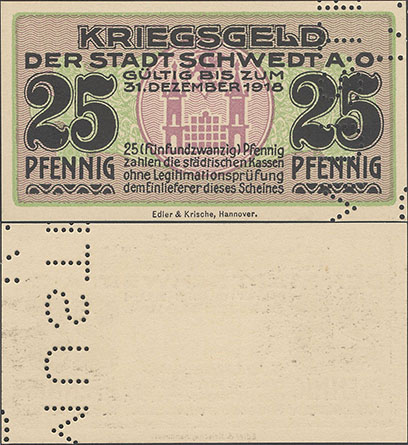 KRIEGSGELD
DER STADT SCHWEDT A·O
GÜLTIG BIS ZUM
31. DEZEMBER 1918
25 PFENNIG
25 PFENNIG
25 (fünfundzwanzig) Pfennig
zahlen die städtischen Kassen
ohne Legitimationsprüfung
dem Einlieferer dieses Scheines
Edler & Krische, Hannover.